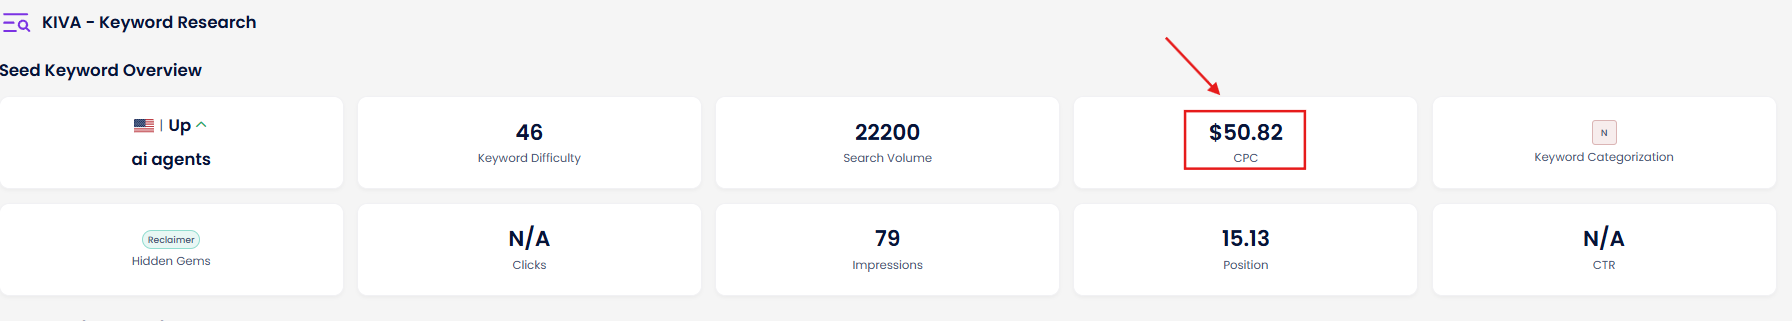 KIVA - Keyword Research
Seed Keyword Overview
| Up
ai agents
46
Keyword Difficulty
22200
Search Volume
$50.82
CPC
N
Keyword Categorization
Reclaimer
Hidden Gems
N/A
Clicks
79
Impressions
15.13
Position
N/A
CTR